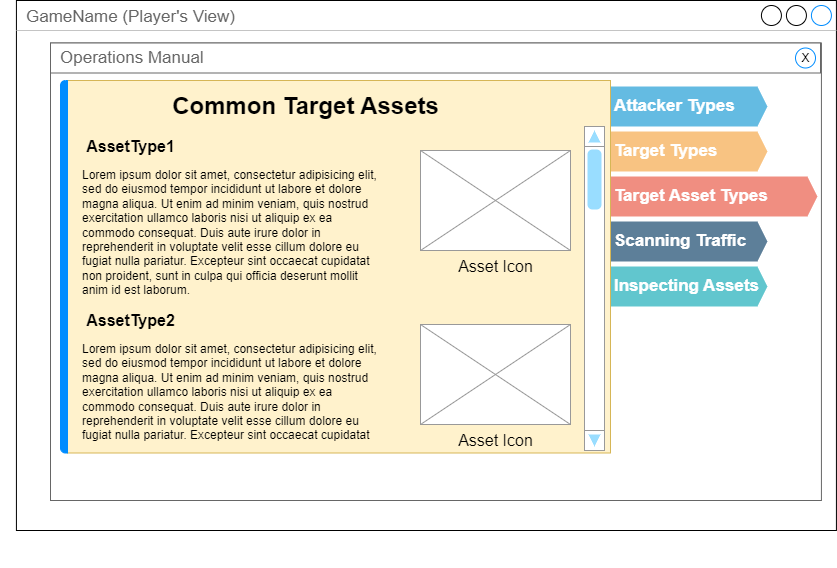 GameName (Player's View)
Operations Manual
X
Common Target Assets
AssetType1
Lorem ipsum dolor sit amet, consectetur adipisicing elit,
sed do eiusmod tempor incididunt ut labore et dolore
magna aliqua. Ut enim ad minim veniam, quis nostrud
exercitation ullamco laboris nisi ut aliquip ex ea
commodo consequat. Duis aute irure dolor in
reprehenderit in voluptate velit esse cillum dolore eu
fugiat nulla pariatur. Excepteur sint occaecat cupidatat
non proident, sunt in culpa qui officia deserunt mollit
anim id est laborum.
Asset Icon
AssetType2
Lorem ipsum dolor sit amet, consectetur adipisicing elit,
sed do eiusmod tempor incididunt ut labore et dolore
magna aliqua. Ut enim ad minim veniam, quis nostrud
exercitation ullamco laboris nisi ut aliquip ex ea
commodo consequat. Duis aute irure dolor in
reprehenderit in voluptate velit esse cillum dolore eu
fugiat nulla pariatur. Excepteur sint occaecat cupidatat
Asset Icon
Attacker Types
Target Types
Target Asset Types
Scanning Traffic
Inspecting Assets